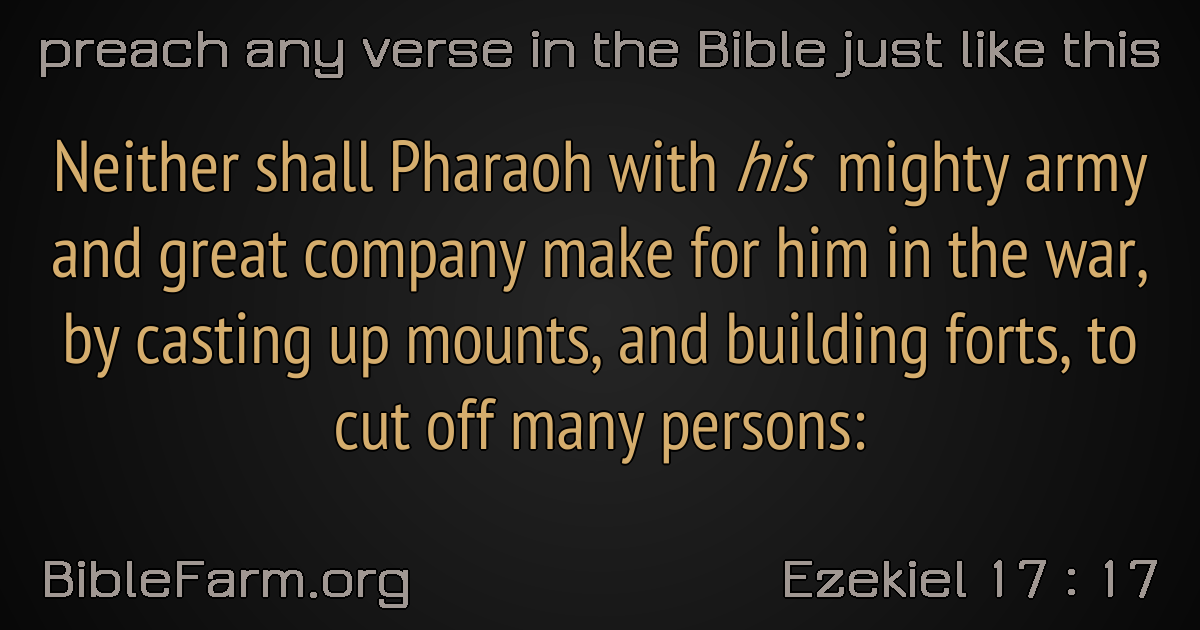 preach any verse in the Bible just like this
Neither shall Pharaoh with his mighty army
and great company make for him in the war,
by casting up mounts, and building forts, to
cut off many persons:
BibleFarm.org
Ezekiel 17 : 17